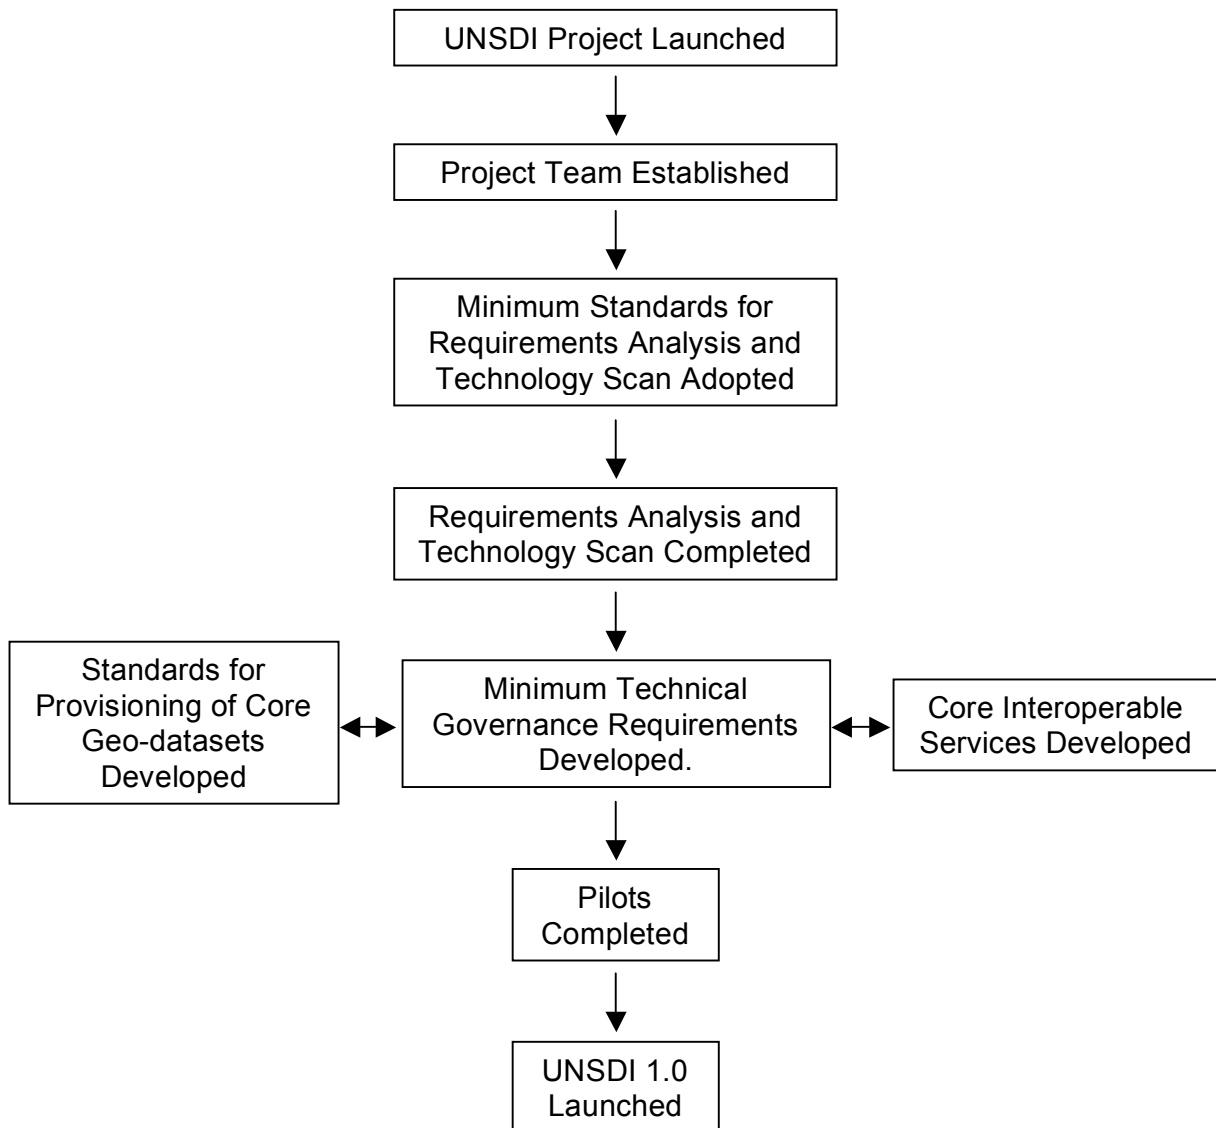 UNSDI Project Launched
Project Team Established
Minimum Standards for
Requirements Analysis and
Technology Scan Adopted
Requirements Analysis and
Technology Scan Completed
Standards for
Provisioning of Core
Geo-datasets
Developed
Minimum Technical
Governance Requirements
Developed.
Core Interoperable
Services Developed
Pilots
Completed
UNSDI 1.0
Launched